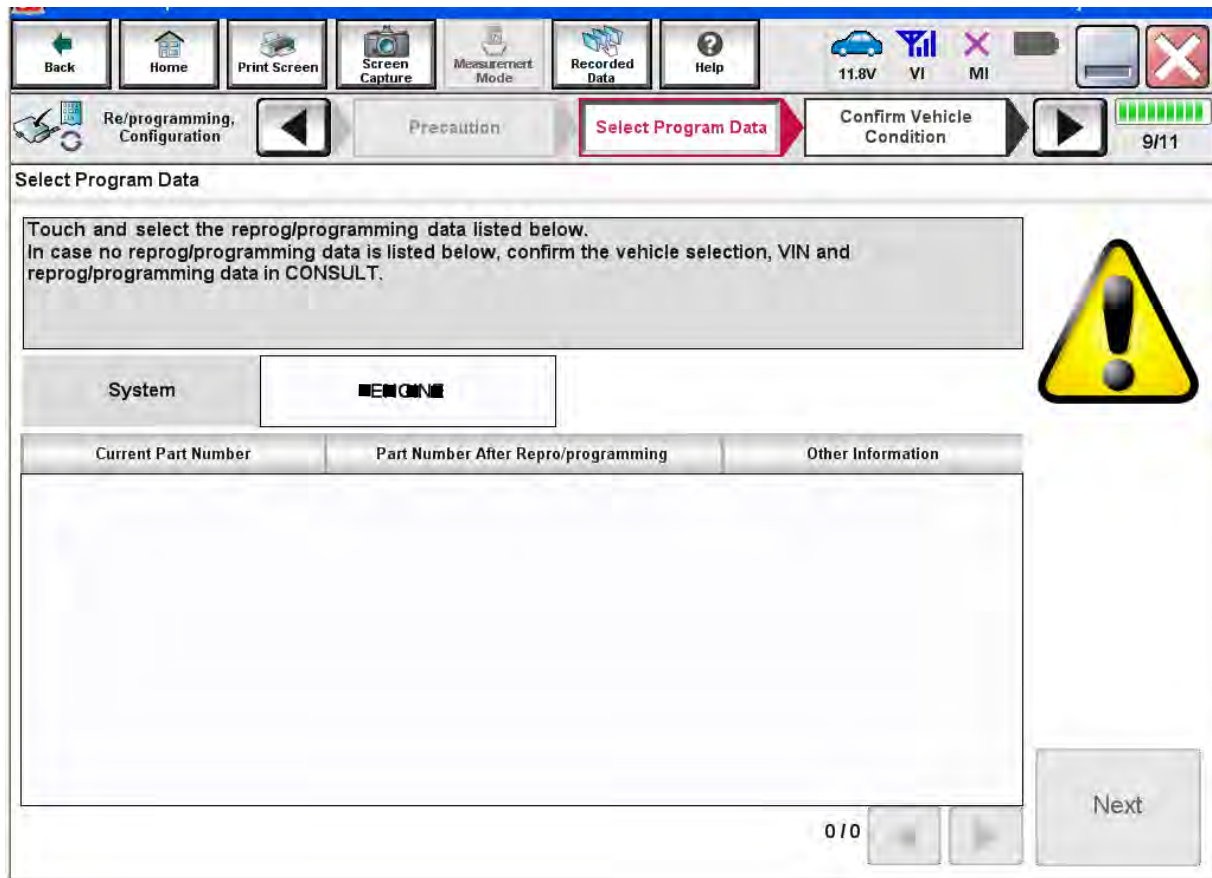 Back
Home
Print Screen
Screen
Capture
Measurement
Mode
Recorded
Data
Help
11.8V
VI
MI
Re/programming,
Configuration
Precaution
Select Program Data
Confirm Vehicle
Condition
9/11
Select Program Data
Touch and select the reprog/programming data listed below.
In case no reprog/programming data is listed below, confirm the vehicle selection, VIN and
reprog/programming data in CONSULT.
System
ENGINE
Current Part Number
Part Number After Repro/programming
Other Information
0/0
Next